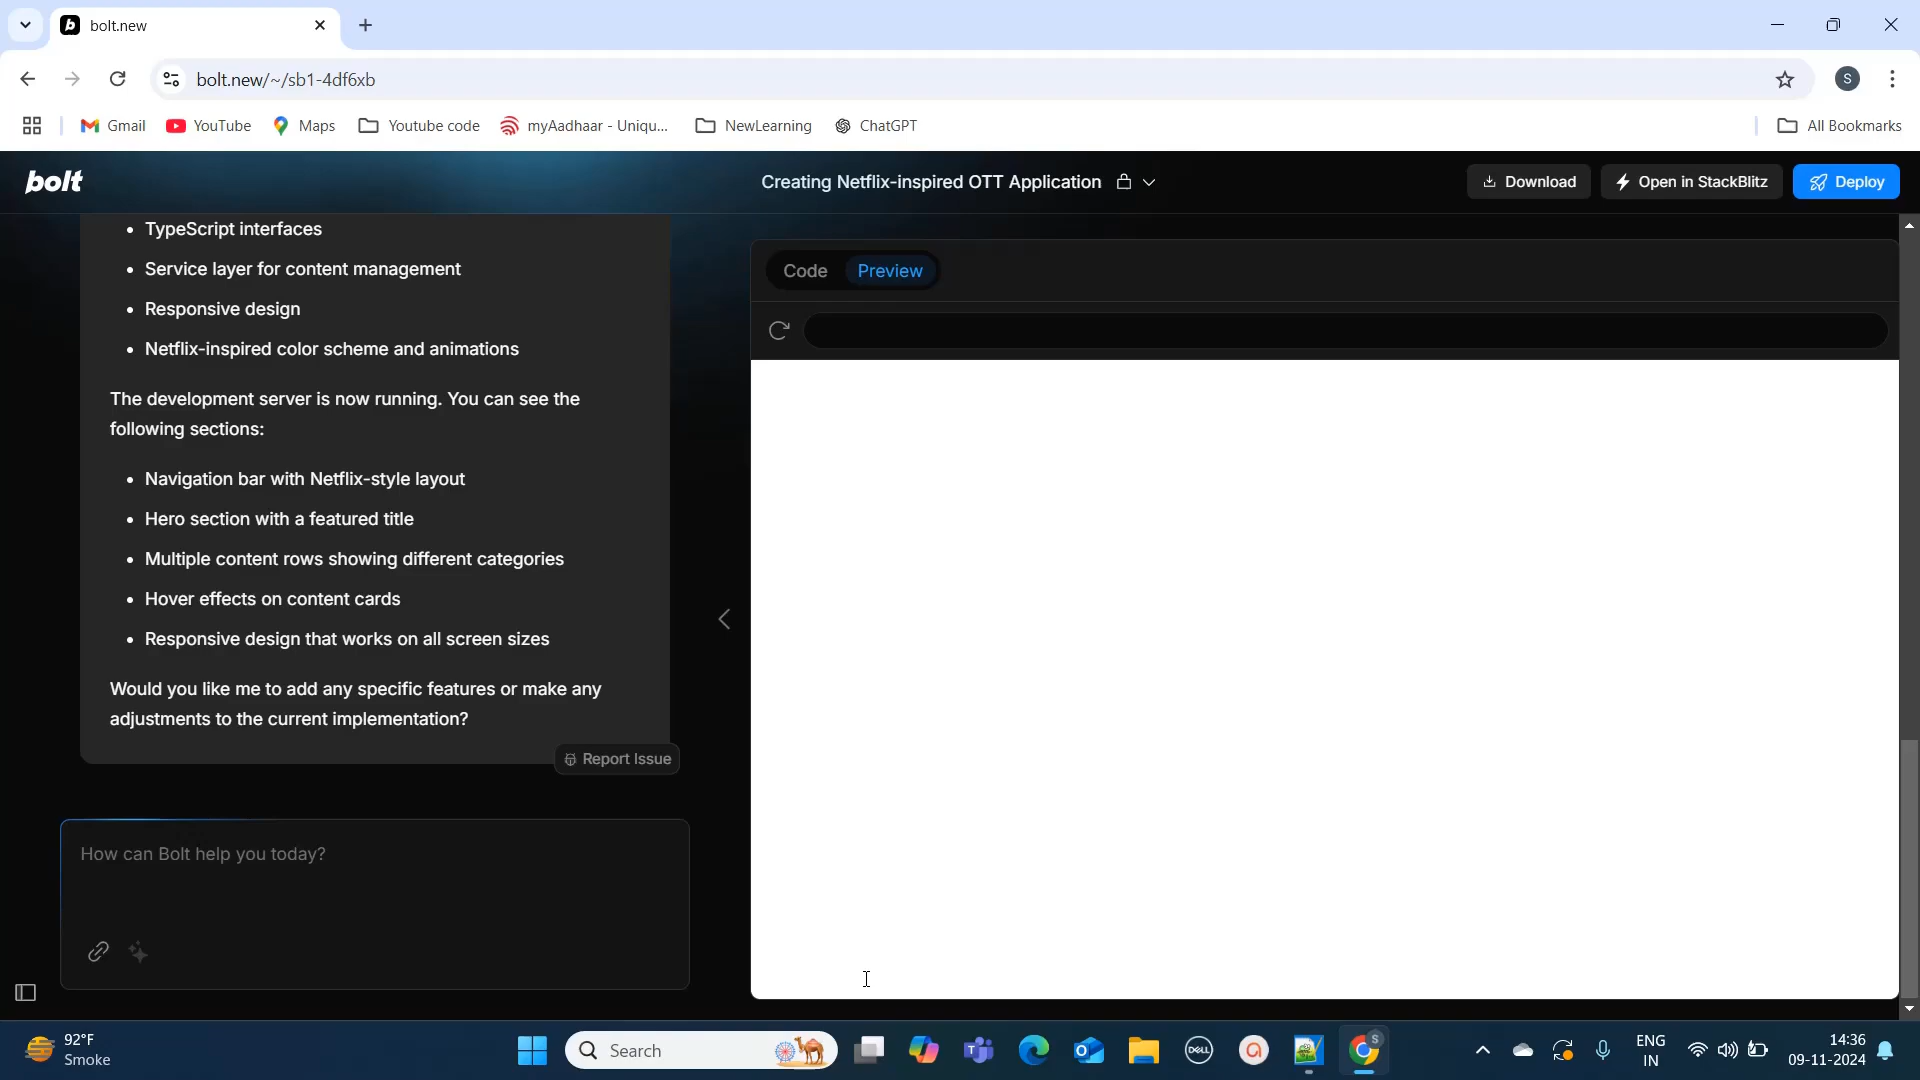 bolt.new
bolt.new/~/sb1-4df6xb
S
Gmail
YouTube
Maps
Youtube code
myAadhaar - Uniqu...
NewLearning
ChatGPT
All Bookmarks
bolt
Creating Netflix-inspired OTT Application
Download
Open in StackBlitz
Deploy
TypeScript interfaces
Service layer for content management
Responsive design
Netflix-inspired color scheme and animations
The development server is now running. You can see the
following sections:
Navigation bar with Netflix-style layout
Hero section with a featured title
Multiple content rows showing different categories
Hover effects on content cards
Responsive design that works on all screen sizes
Would you like me to add any specific features or make any
adjustments to the current implementation?
Report Issue
How can Bolt help you today?
Code
Preview
92°F
Smoke
Search
DELL
S
ENG
IN
14:36
09-11-2024